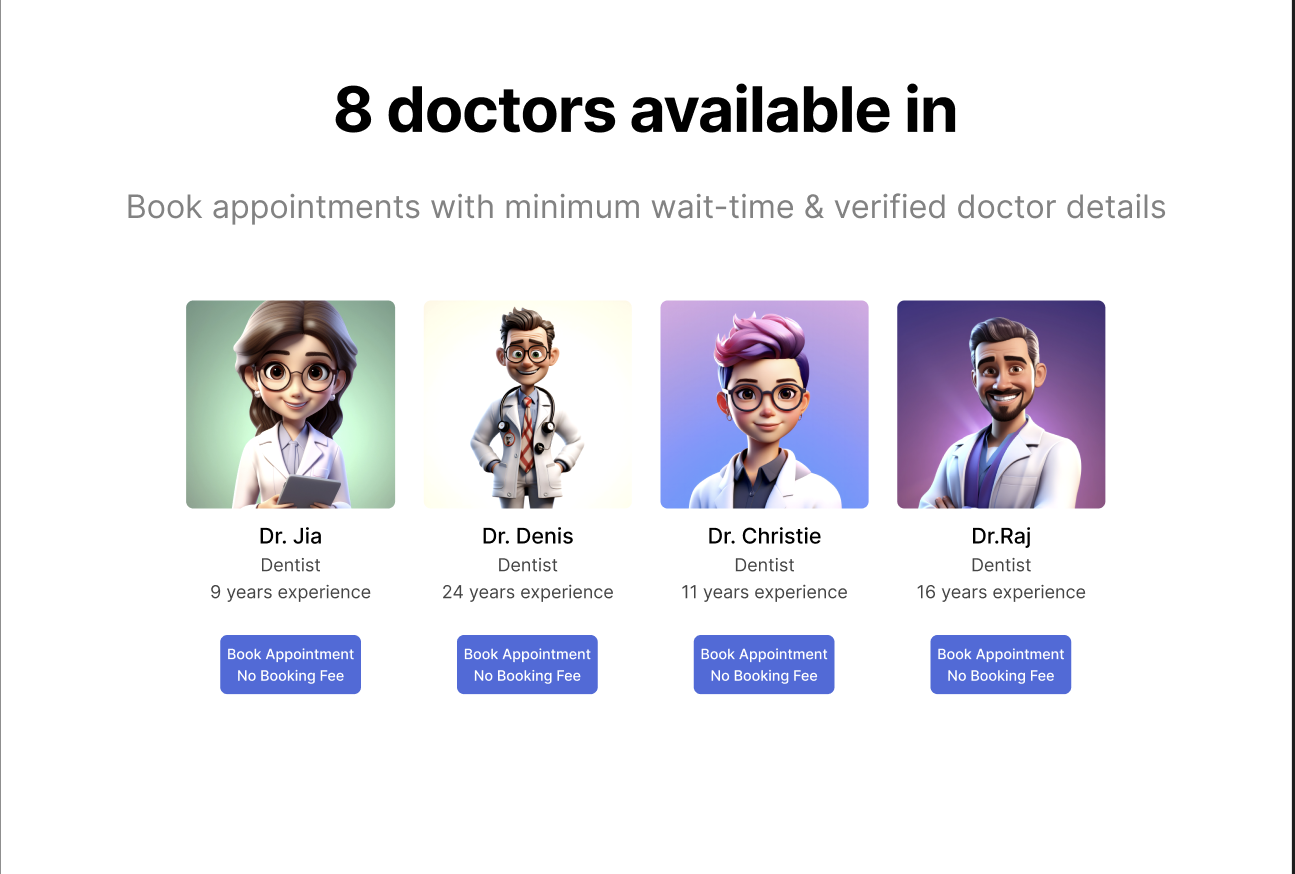 8 doctors available in
Book appointments with minimum wait-time & verified doctor details
Dr. Jia
Dentist
9 years experience
Book Appointment
No Booking Fee
Dr. Denis
Dentist
24 years experience
Book Appointment
No Booking Fee
Dr. Christie
Dentist
11 years experience
Book Appointment
No Booking Fee
Dr.Raj
Dentist
16 years experience
Book Appointment
No Booking Fee